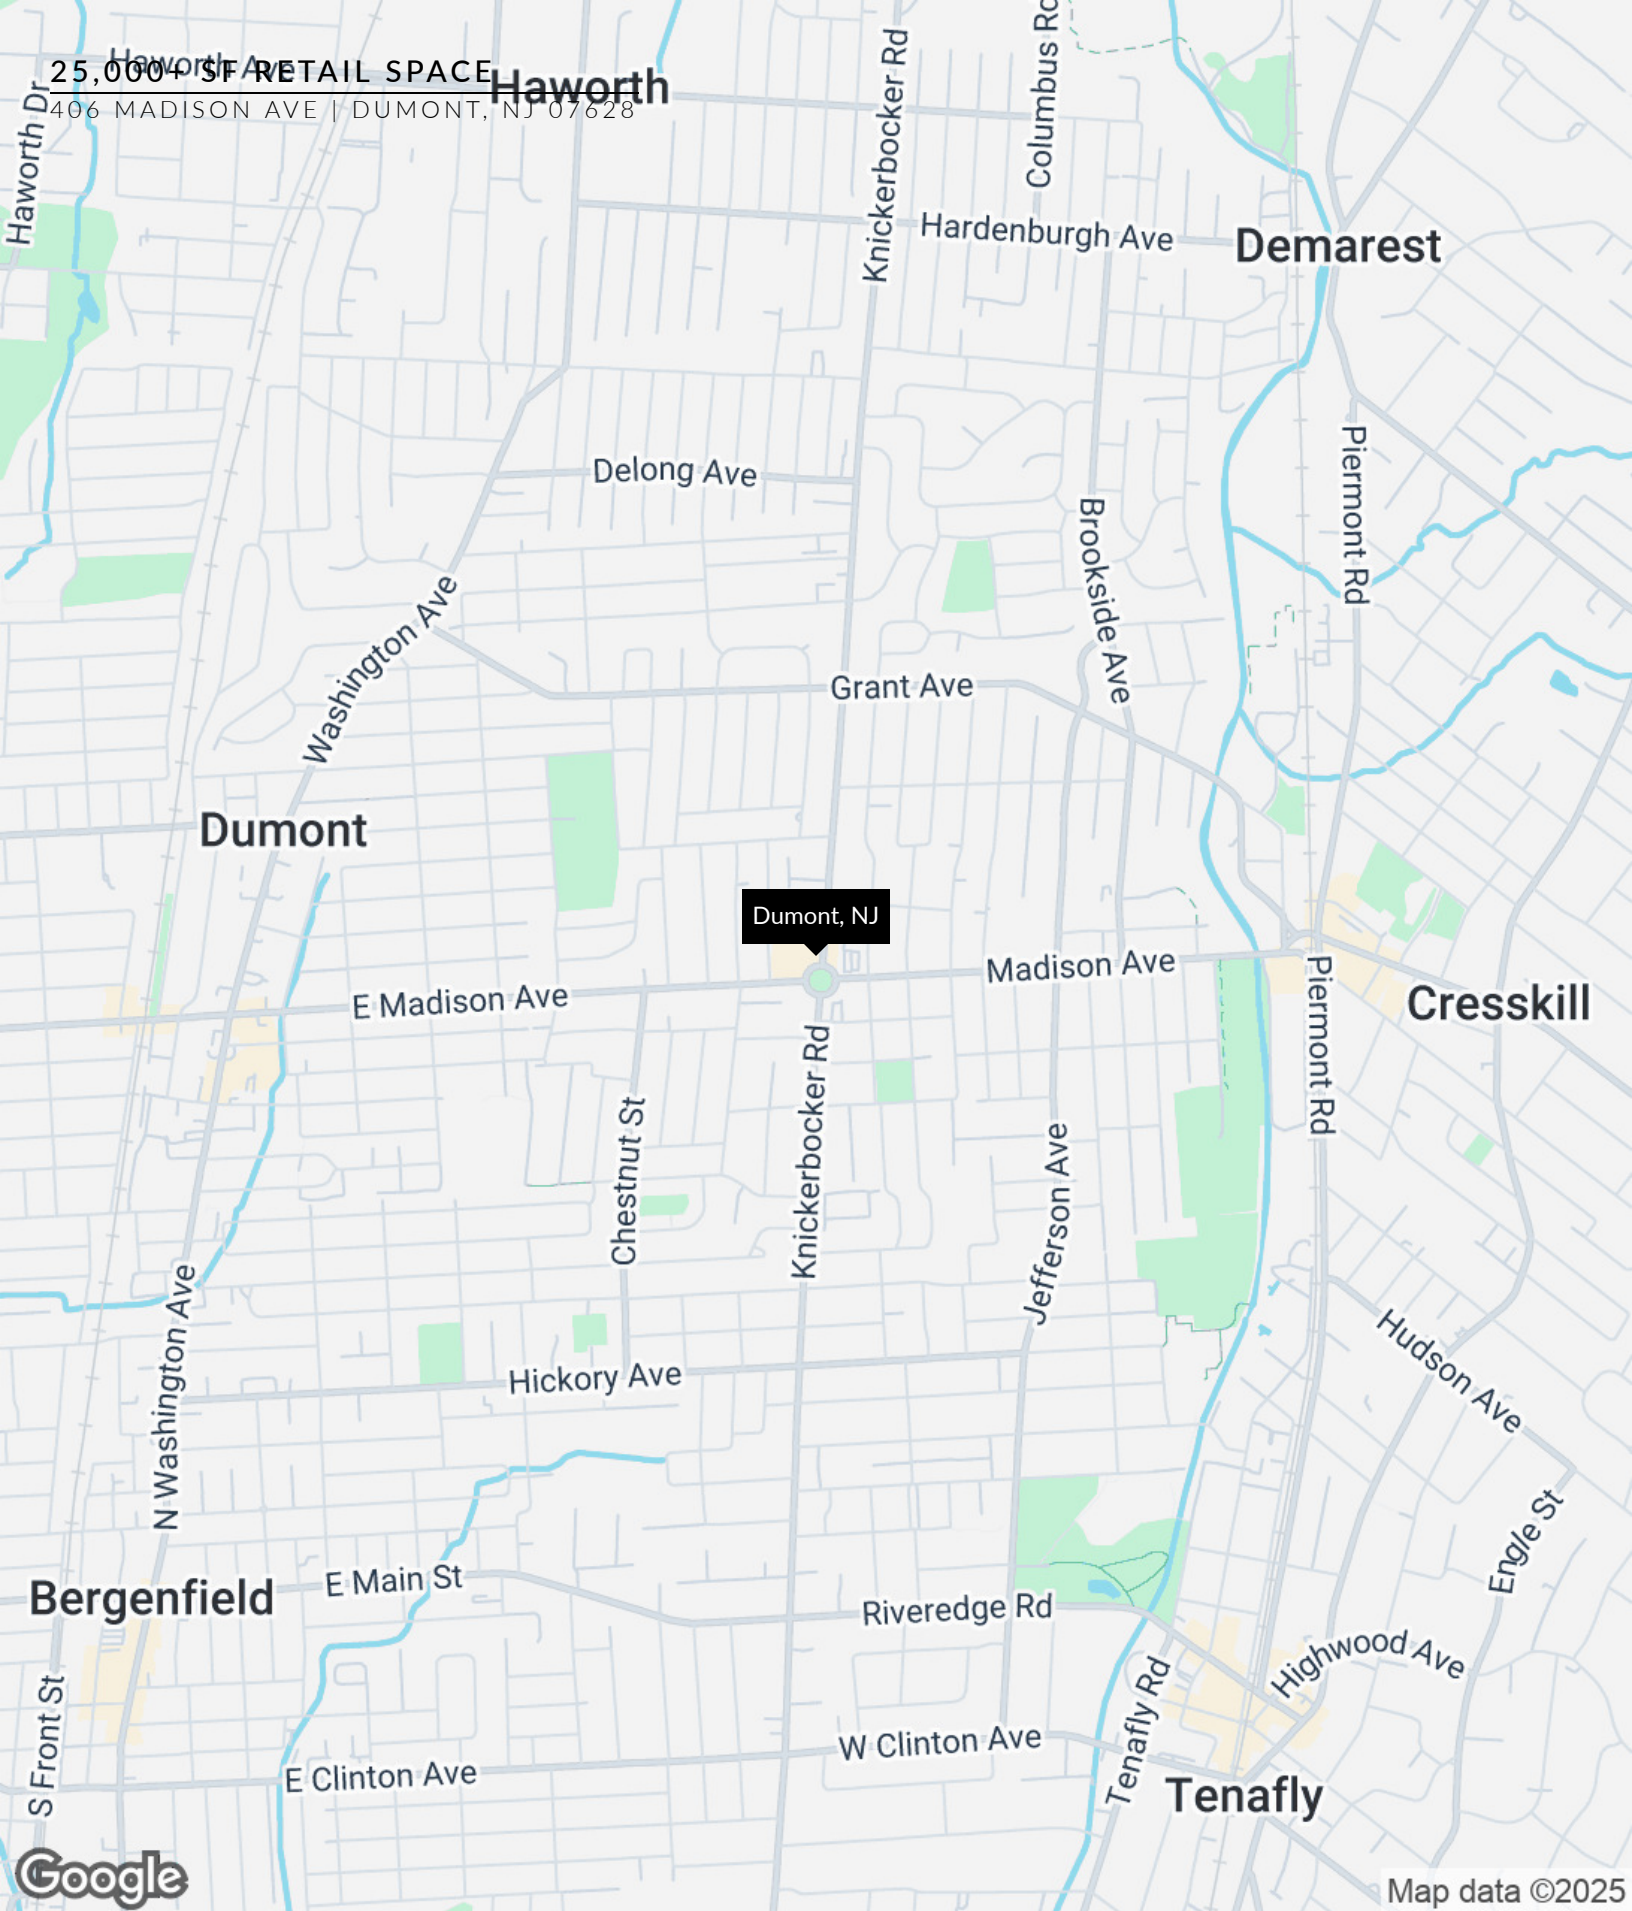 Haworth Ave
25,000+ SF RETAIL SPACE
Haworth
406 MADISON AVE | DUMONT, NJ 07628
Haworth Dr
Knickerbocker Rd
Columbus Rd
Hardenburgh Ave
Demarest
Delong Ave
Piermont Rd
Brookside Ave
Washington Ave
Grant Ave
Dumont
Dumont, NJ
Madison Ave
E Madison Ave
Cresskill
Piermont Rd
Knickerbocker Rd
Chestnut St
Jefferson Ave
N Washington Ave
Hudson Ave
Hickory Ave
Engle St
E Main St
Bergenfield
Riveredge Rd
Highwood Ave
S Front St
Tenafly Rd
W Clinton Ave
E Clinton Ave
Tenafly
Google
Map data ©2025